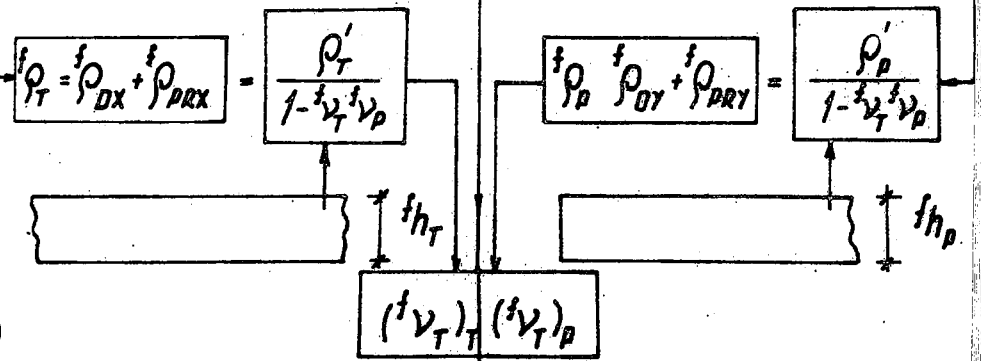 ᶠρ_T = ᶠρ_DX + ᶠρ_PRX = ρ'_T / (1 - ᶠν_T ᶠν_p)
ᶠρ_p ᶠρ_DY + ᶠρ_PRY = ρ'_p / (1 - ᶠν_T ᶠν_p)
ᶠh_T
ᶠh_p
(ᶠν_T)_T (ᶠν_T)_p